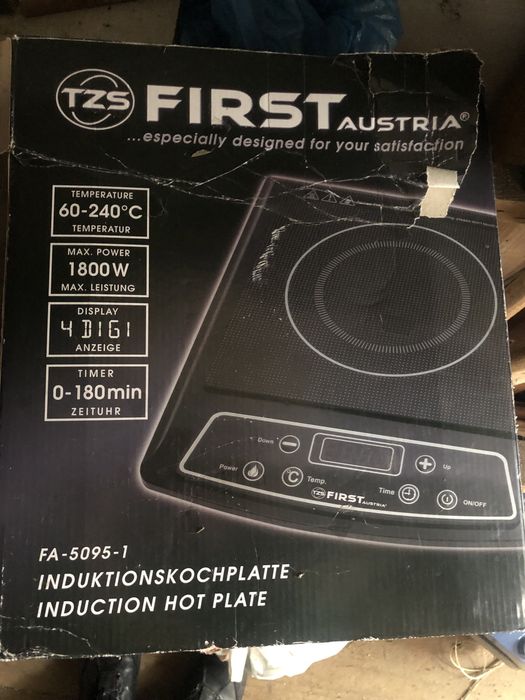 TZS FIRST AUSTRIA®
...especially designed for your satisfaction
TEMPERATURE
60-240°C
TEMPERATUR
MAX. POWER
1800W
MAX. LEISTUNG
DISPLAY
4 DIGI
ANZEIGE
TIMER
0-180min
ZEITUHR
Down
Up
Power
°C Temp.
Time
ON/OFF
TZS FIRST AUSTRIA
FA-5095-1
INDUKTIONSKOCHPLATTE
INDUCTION HOT PLATE